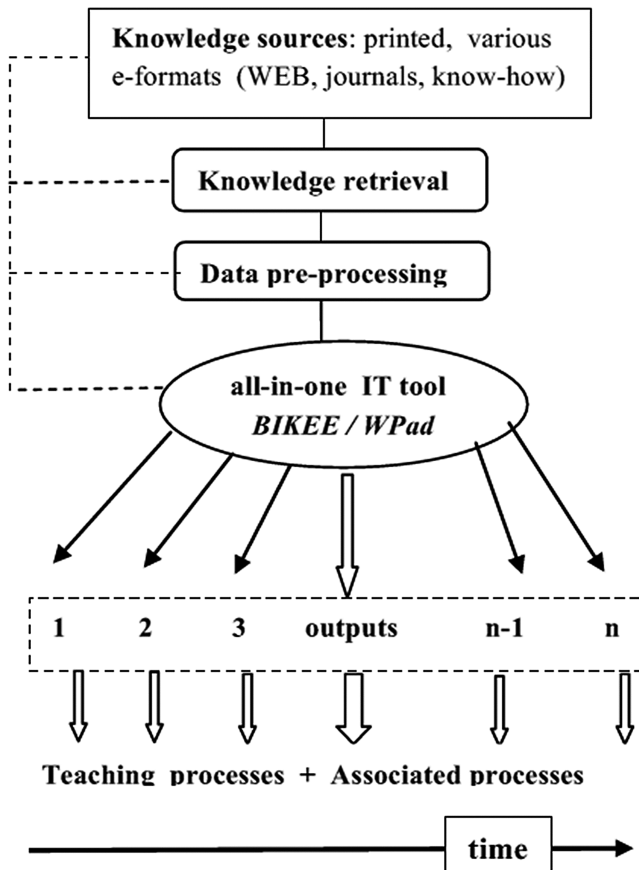 Knowledge sources: printed, various
e-formats (WEB, journals, know-how)
Knowledge retrieval
Data pre-processing
all-in-one IT tool
BIKEE / WPad
1 2 3 outputs n-1 n
Teaching processes + Associated processes
time